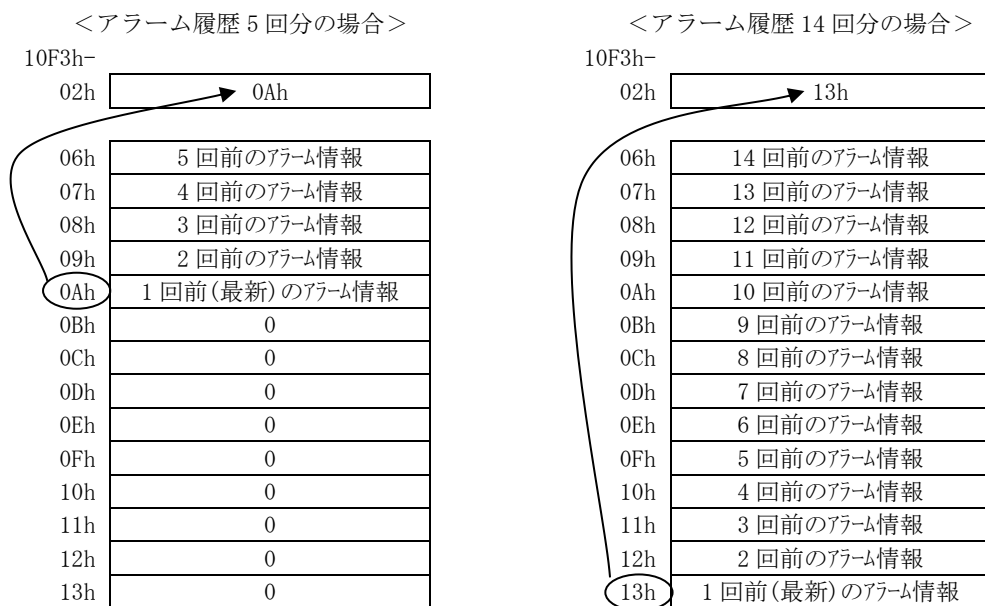 ＜アラーム履歴 5 回分の場合＞
10F3h-
02h 0Ah
06h 5 回前のｱﾗｰﾑ情報
07h 4 回前のｱﾗｰﾑ情報
08h 3 回前のｱﾗｰﾑ情報
09h 2 回前のｱﾗｰﾑ情報
0Ah 1 回前(最新)のｱﾗｰﾑ情報
0Bh 0
0Ch 0
0Dh 0
0Eh 0
0Fh 0
10h 0
11h 0
12h 0
13h 0
＜アラーム履歴 14 回分の場合＞
10F3h-
02h 13h
06h 14 回前のｱﾗｰﾑ情報
07h 13 回前のｱﾗｰﾑ情報
08h 12 回前のｱﾗｰﾑ情報
09h 11 回前のｱﾗｰﾑ情報
0Ah 10 回前のｱﾗｰﾑ情報
0Bh 9 回前のｱﾗｰﾑ情報
0Ch 8 回前のｱﾗｰﾑ情報
0Dh 7 回前のｱﾗｰﾑ情報
0Eh 6 回前のｱﾗｰﾑ情報
0Fh 5 回前のｱﾗｰﾑ情報
10h 4 回前のｱﾗｰﾑ情報
11h 3 回前のｱﾗｰﾑ情報
12h 2 回前のｱﾗｰﾑ情報
13h 1 回前(最新)のｱﾗｰﾑ情報